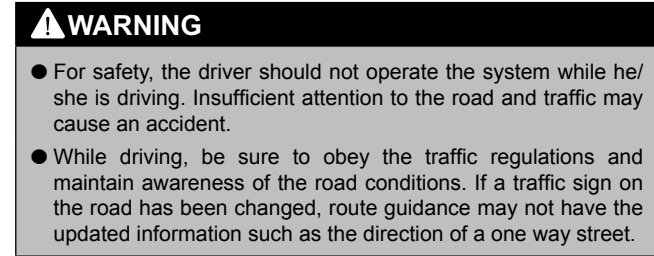 WARNING
● For safety, the driver should not operate the system while he/
she is driving. Insufficient attention to the road and traffic may
cause an accident.
● While driving, be sure to obey the traffic regulations and
maintain awareness of the road conditions. If a traffic sign on
the road has been changed, route guidance may not have the
updated information such as the direction of a one way street.